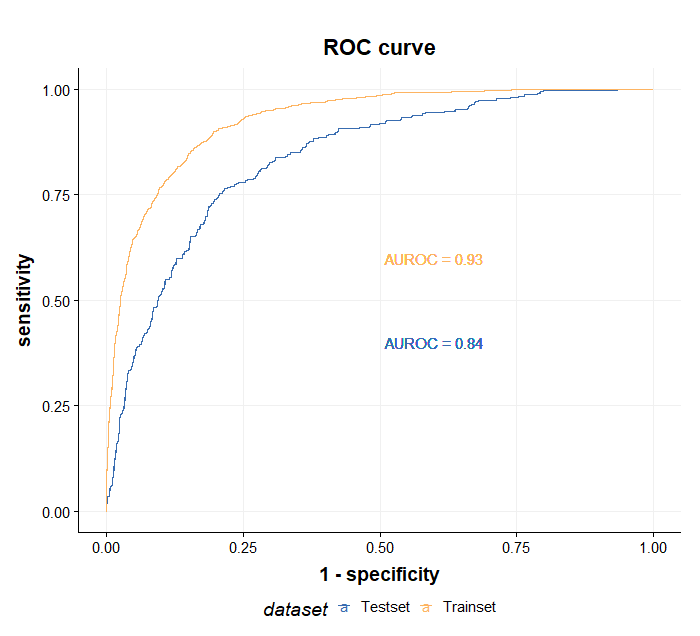 ROC curve
1.00
0.75
0.50
0.25
0.00
sensitivity
AUROC = 0.93
AUROC = 0.84
0.00 0.25 0.50 0.75 1.00
1 - specificity
dataset a Testset a Trainset